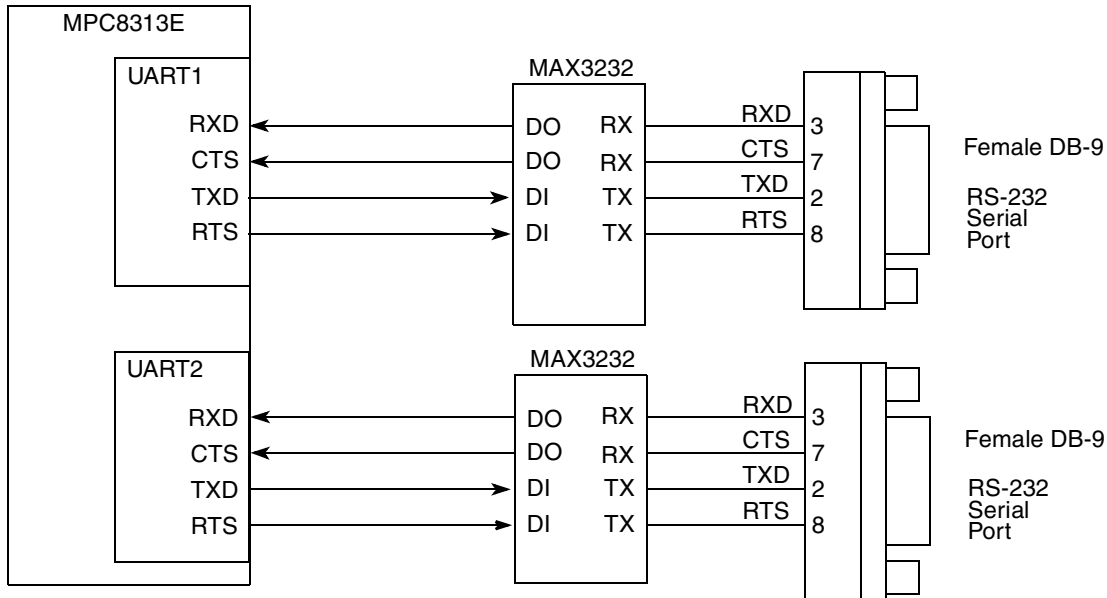 MPC8313E
UART1
MAX3232
RXD DO RX RXD 3
CTS DO RX CTS 7
TXD DI TX TXD 2
RTS DI TX RTS 8
Female DB-9
RS-232
Serial
Port
UART2
MAX3232
RXD DO RX RXD 3
CTS DO RX CTS 7
TXD DI TX TXD 2
RTS DI TX RTS 8
Female DB-9
RS-232
Serial
Port